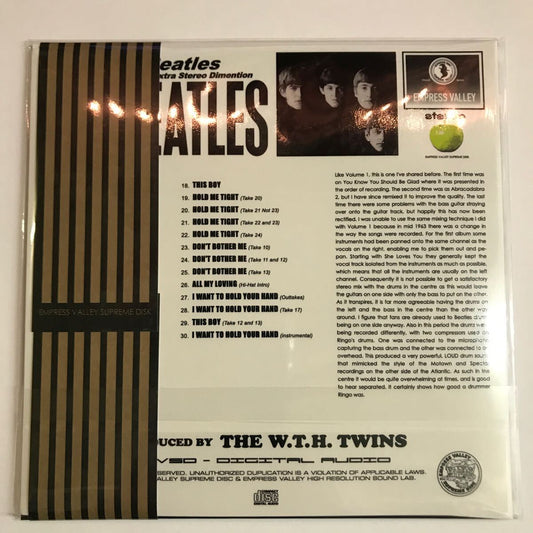 eatles
xtra Stereo Dimention
EATLES
EMPRESS VALLEY
stereo
EMPRESS VALLEY SUPREME DISK
18. THIS BOY
19. HOLD ME TIGHT (Take 20)
20. HOLD ME TIGHT (Take 21 Not 23)
21. HOLD ME TIGHT (Take 22 and 23)
22. HOLD ME TIGHT (Take 24)
23. DON'T BOTHER ME (Take 10)
24. DON'T BOTHER ME (Take 11 and 12)
25. DON'T BOTHER ME (Take 13)
26. ALL MY LOVING (Hi-Hat Intro)
27. I WANT TO HOLD YOUR HAND (Outtakes)
28. I WANT TO HOLD YOUR HAND (Take 17)
29. THIS BOY (Take 12 and 13)
30. I WANT TO HOLD YOUR HAND (instrumental)
Like Volume 1, this is one I've shared before. The first time was
on You Know You Should Be Glad where it was presented in
the order of recording. The second time was as Abracadabra
2, but I have since remixed it to improve the quality. The last
time there were some problems with the bass guitar straying
over onto the guitar track, but happily this has now been
rectified. I was unable to use the same mixing technique I did
with Volume 1 because in mid 1963 there was a change in
the way the songs were recorded. For the first album some
instruments had been panned onto the same channel as the
vocals on the right, enabling me to pick them out and re-
pan. Starting with She Loves You they generally kept the
vocal track isolated from the instruments as much as possible,
which means that all the instruments are usually on the left
channel. Consequently it is not possible to get a satisfactory
stereo mix with the drums in the centre as this would leave
the guitars on one side with only the bass to put on the other.
As it transpires, it is far more agreeable having the drums on
the left and the bass in the centre than the other way
around. I figure that fans are already used to Beatles drums
being on one side anyway. Also in this period the drums were
being recorded differently, with two compressors used on
Ringo's drums. One was connected to the microphone
capturing the bass drum and the other was connected to an
overhead. This produced a very powerful, LOUD drum sound
that mimicked the style of the Motown and Special
recordings on the other side of the Atlantic. As such in the
centre it would be quite overwhelming at times, and is good
to hear separated. It certainly shows how good a drummer
Ringo was.
EMPRESS VALLEY SUPREME DISK
DUCED BY THE W.T.H. TWINS
VSD - DIGITAL AUDIO
SERVED. UNAUTHORIZED DUPLICATION IS A VIOLATION OF APPLICABLE LAWS.
ALLEY SUPREME DISC & EMPRESS VALLEY HIGH RESOLUTION SOUND LAB.
COMPACT
disc
DIGITAL AUDIO
EMPRESS VALLEY
SUPREME DISK